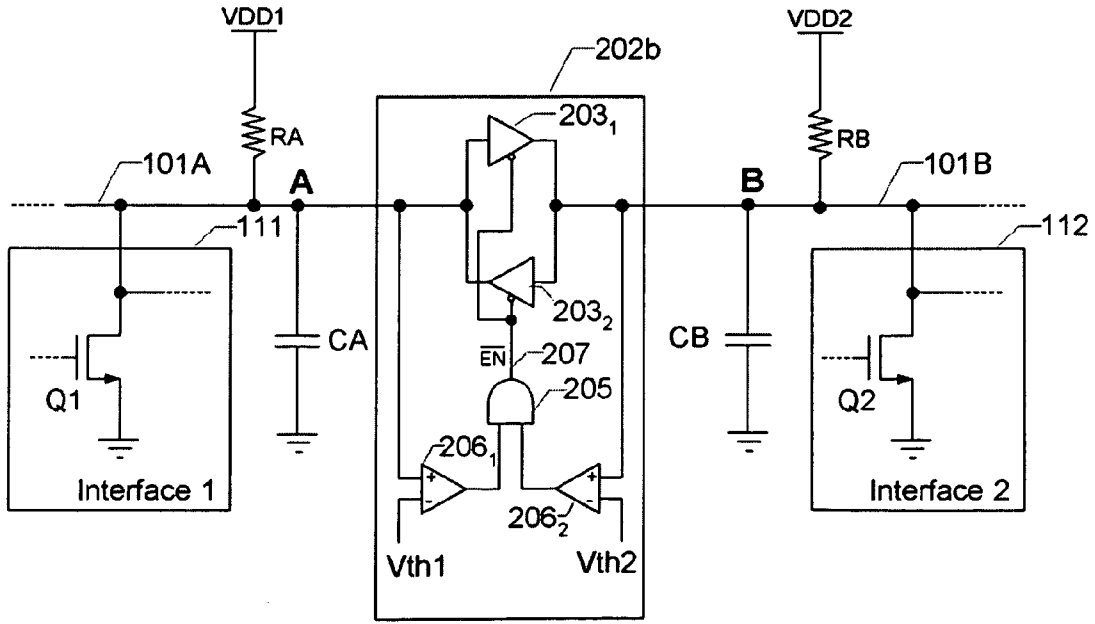 VDD1
VDD2
202b
203₁
RA
RB
101A
A
B
101B
111
112
203₂
CA
CB
E̅N̅
207
205
Q1
Q2
206₁
+
-
+
-
206₂
Interface 1
Interface 2
Vth1
Vth2